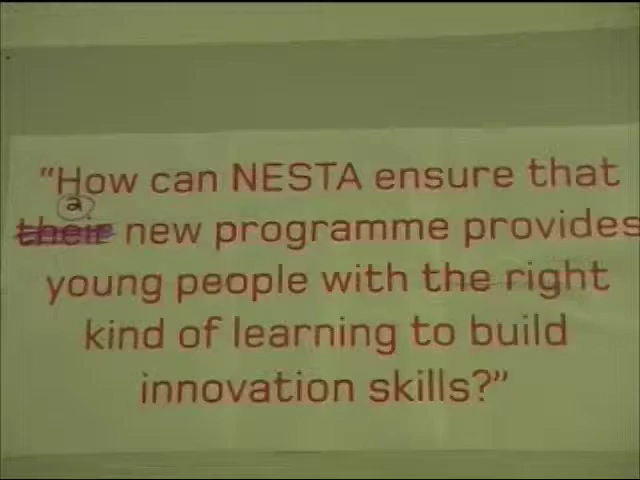 "How can NESTA ensure that
a
their new programme provides
young people with the right
kind of learning to build
innovation skills?"